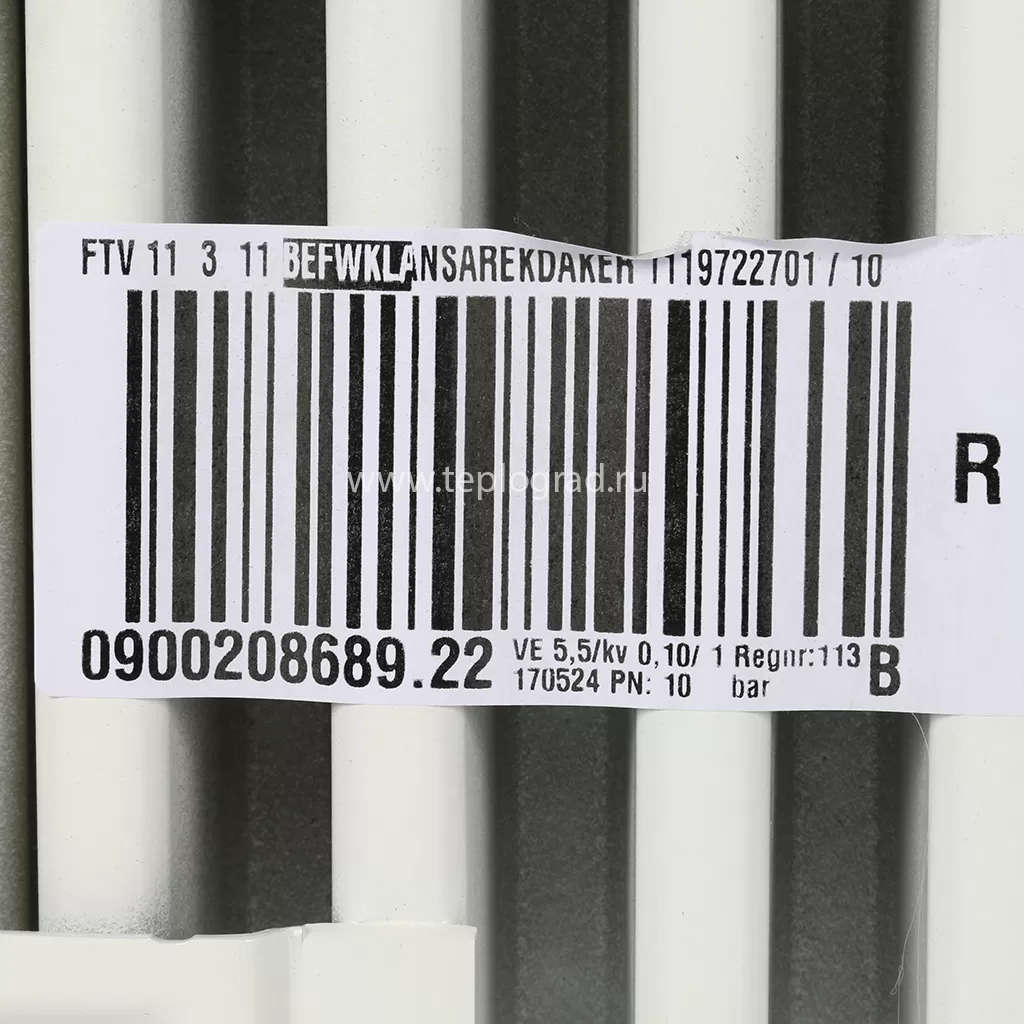 FTV 11 3 11 BEFWKLANSAREKDAKER 1119722701 / 10
www.teplograd.ru
R
0900208689.22
VE 5,5/kv 0,10/ 1 Regnr:113
170524 PN: 10 bar
B